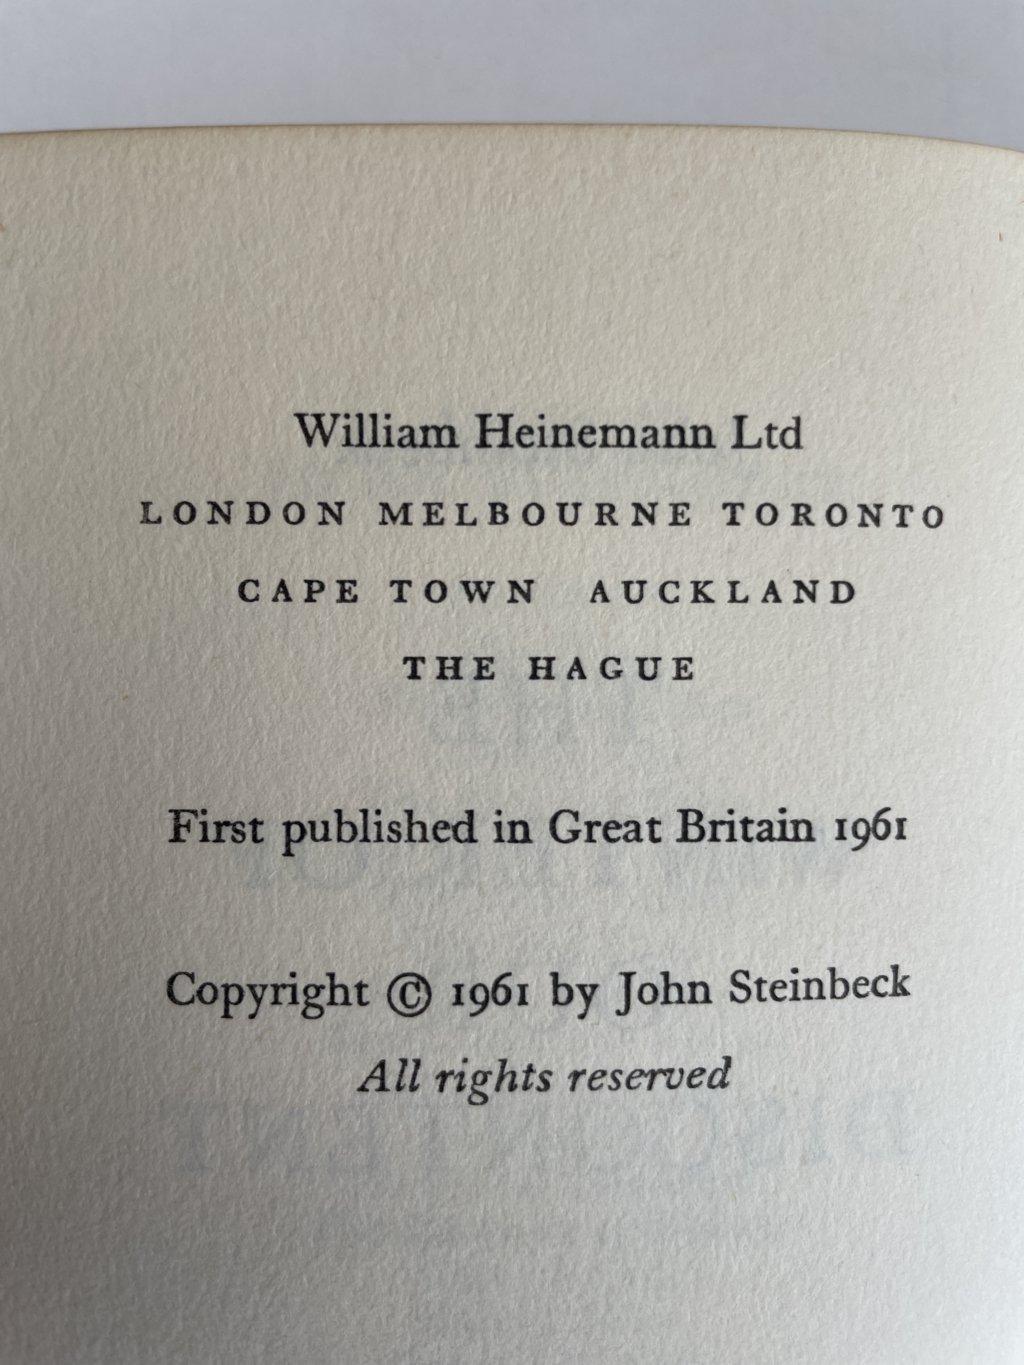 William Heinemann Ltd
LONDON MELBOURNE TORONTO
CAPE TOWN AUCKLAND
THE HAGUE
First published in Great Britain 1961
Copyright © 1961 by John Steinbeck
All rights reserved